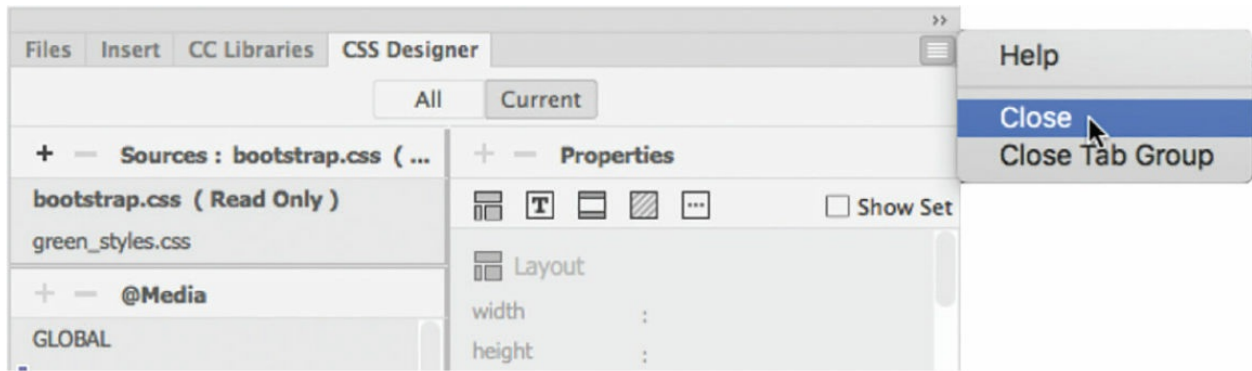 Files Insert CC Libraries CSS Designer
Help
Close
Close Tab Group
All Current
+ − Sources : bootstrap.css ( ...
bootstrap.css ( Read Only )
green_styles.css
+ − @Media
GLOBAL
+ − Properties
T ... Show Set
Layout
width :
height :